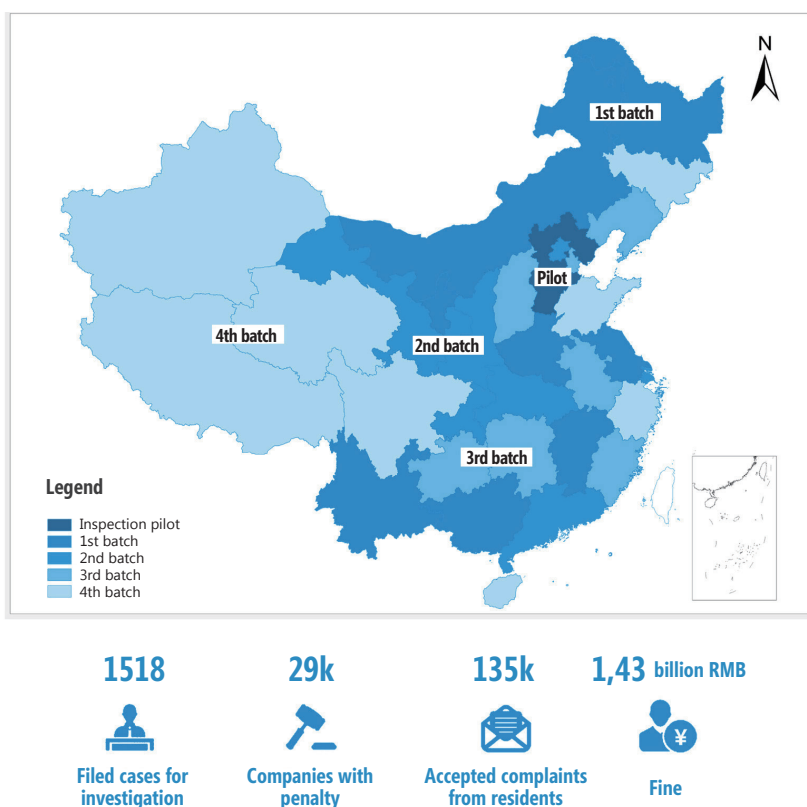 N
1st batch
Pilot
4th batch
2nd batch
3rd batch
Legend
Inspection pilot
1st batch
2nd batch
3rd batch
4th batch
1518
29k
135k
1,43 billion RMB
¥
Filed cases for
investigation
Companies with
penalty
Accepted complaints
from residents
Fine